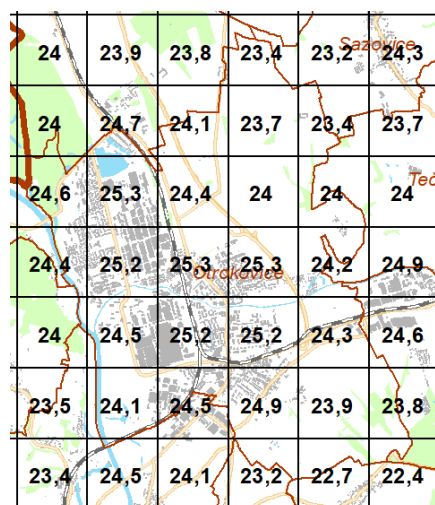 Sazovice
24 23,9 23,8 23,4 23,2 24,3
24 24,7 24,1 23,7 23,4 23,7
Teč
24,6 25,3 24,4 24 24 24
24,4 25,2 25,3 25,3 24,2 24,9
Otrokovice
24 24,5 25,2 25,2 24,3 24,6
23,5 24,1 24,5 24,9 23,9 23,8
23,4 24,5 24,1 23,2 22,7 22,4